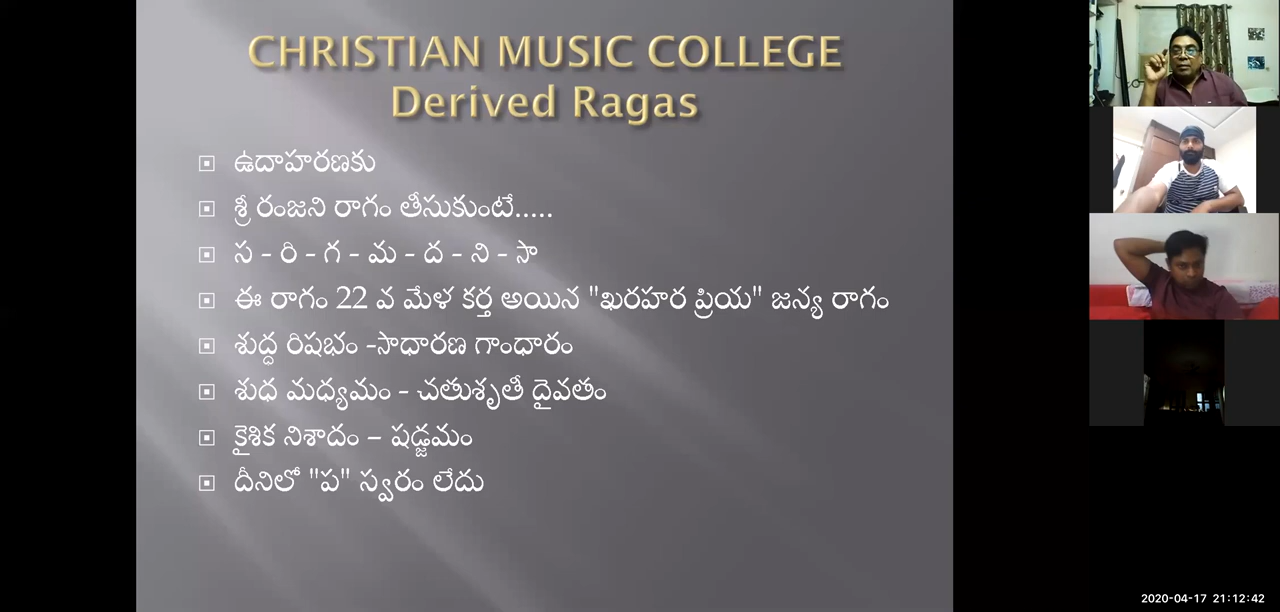 CHRISTIAN MUSIC COLLEGE
Derived Ragas
ఉదాహరణకు
శ్రీ రంజని రాగం తీసుకుంటే.....
స - రి - గ - మ - ద - ని - సా
ఈ రాగం 22 వ మేళ కర్త అయిన "ఖరహర ప్రియ" జన్య రాగం
శుద్ద రిషభం -సాధారణ గాంధారం
శుధ మధ్యమం - చతుశృతీ దైవతం
కైశిక నిశాదం – షడ్జమం
దీనిలో "ప" స్వరం లేదు
2020-04-17 21:12:42